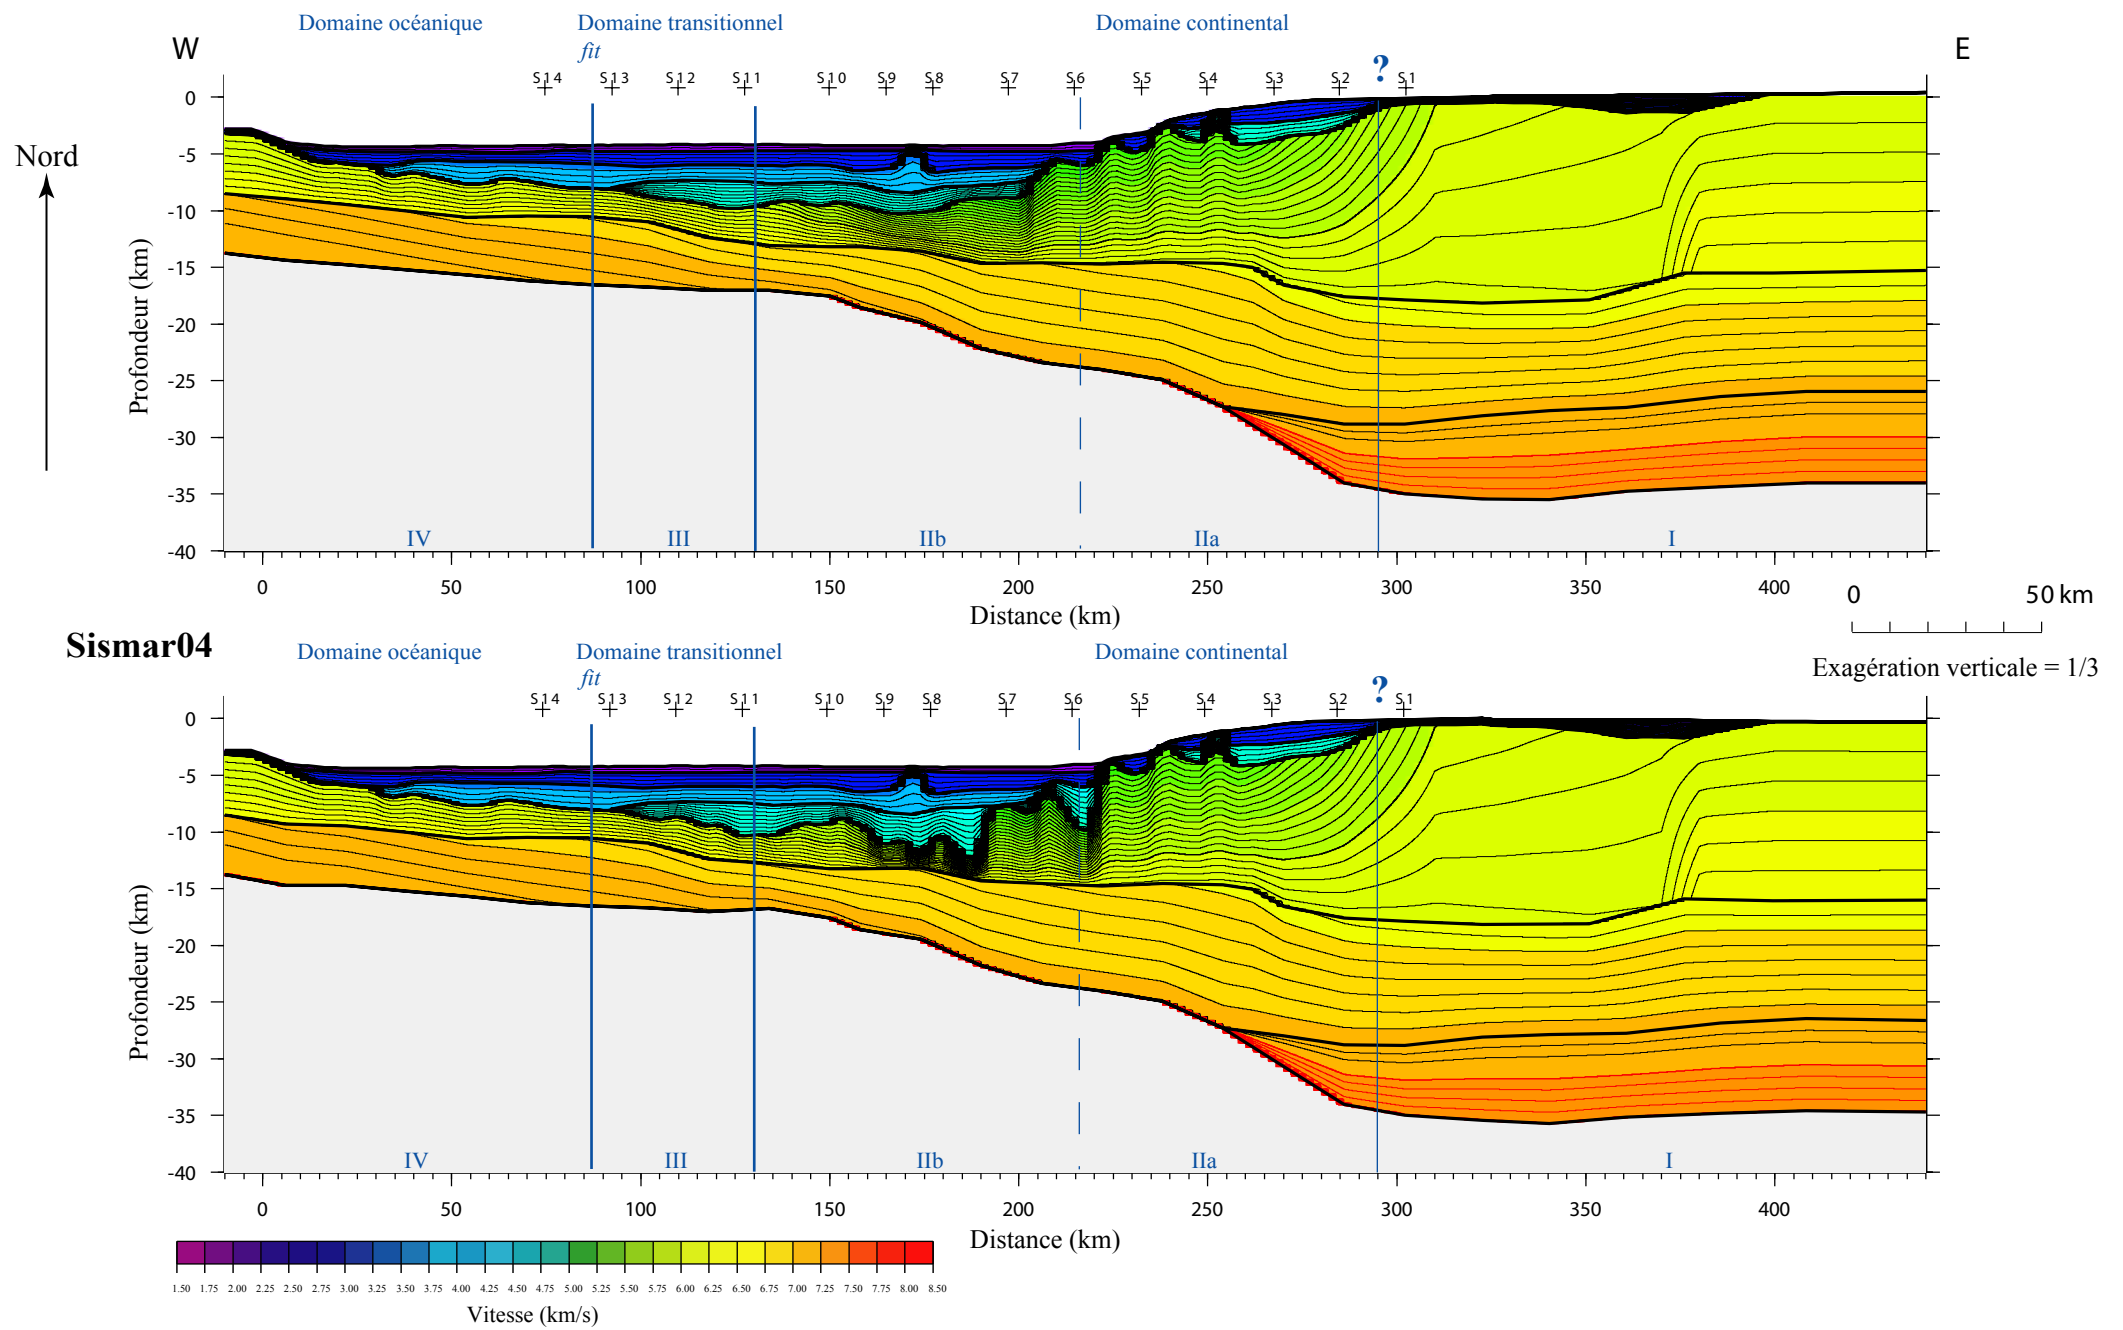 Domaine océanique Domaine transitionnel Domaine continental
fit
W ? E
S14 S13 S12 S11 S10 S9 S8 S7 S6 S5 S4 S3 S2 S1
Nord
Profondeur (km)
0
-5
-10
-15
-20
-25
-30
-35
-40
IV III IIb IIa I
0 50 100 150 200 250 300 350 400
Distance (km)
0 50 km
Exagération verticale = 1/3
Sismar04
Domaine océanique Domaine transitionnel Domaine continental
fit
?
S14 S13 S12 S11 S10 S9 S8 S7 S6 S5 S4 S3 S2 S1
Profondeur (km)
0
-5
-10
-15
-20
-25
-30
-35
-40
IV III IIb IIa I
0 50 100 150 200 250 300 350 400
Distance (km)
1.50 1.75 2.00 2.25 2.50 2.75 3.00 3.25 3.50 3.75 4.00 4.25 4.50 4.75 5.00 5.25 5.50 5.75 6.00 6.25 6.50 6.75 7.00 7.25 7.50 7.75 8.00 8.50
Vitesse (km/s)